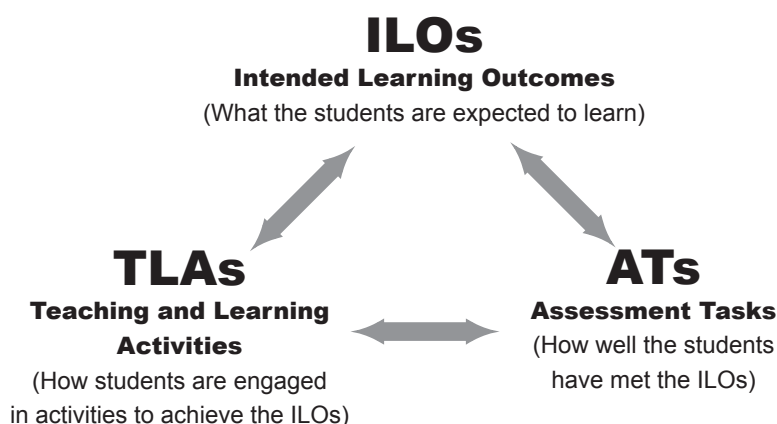 ILOs
Intended Learning Outcomes
(What the students are expected to learn)
TLAs
Teaching and Learning
Activities
(How students are engaged
in activities to achieve the ILOs)
ATs
Assessment Tasks
(How well the students
have met the ILOs)